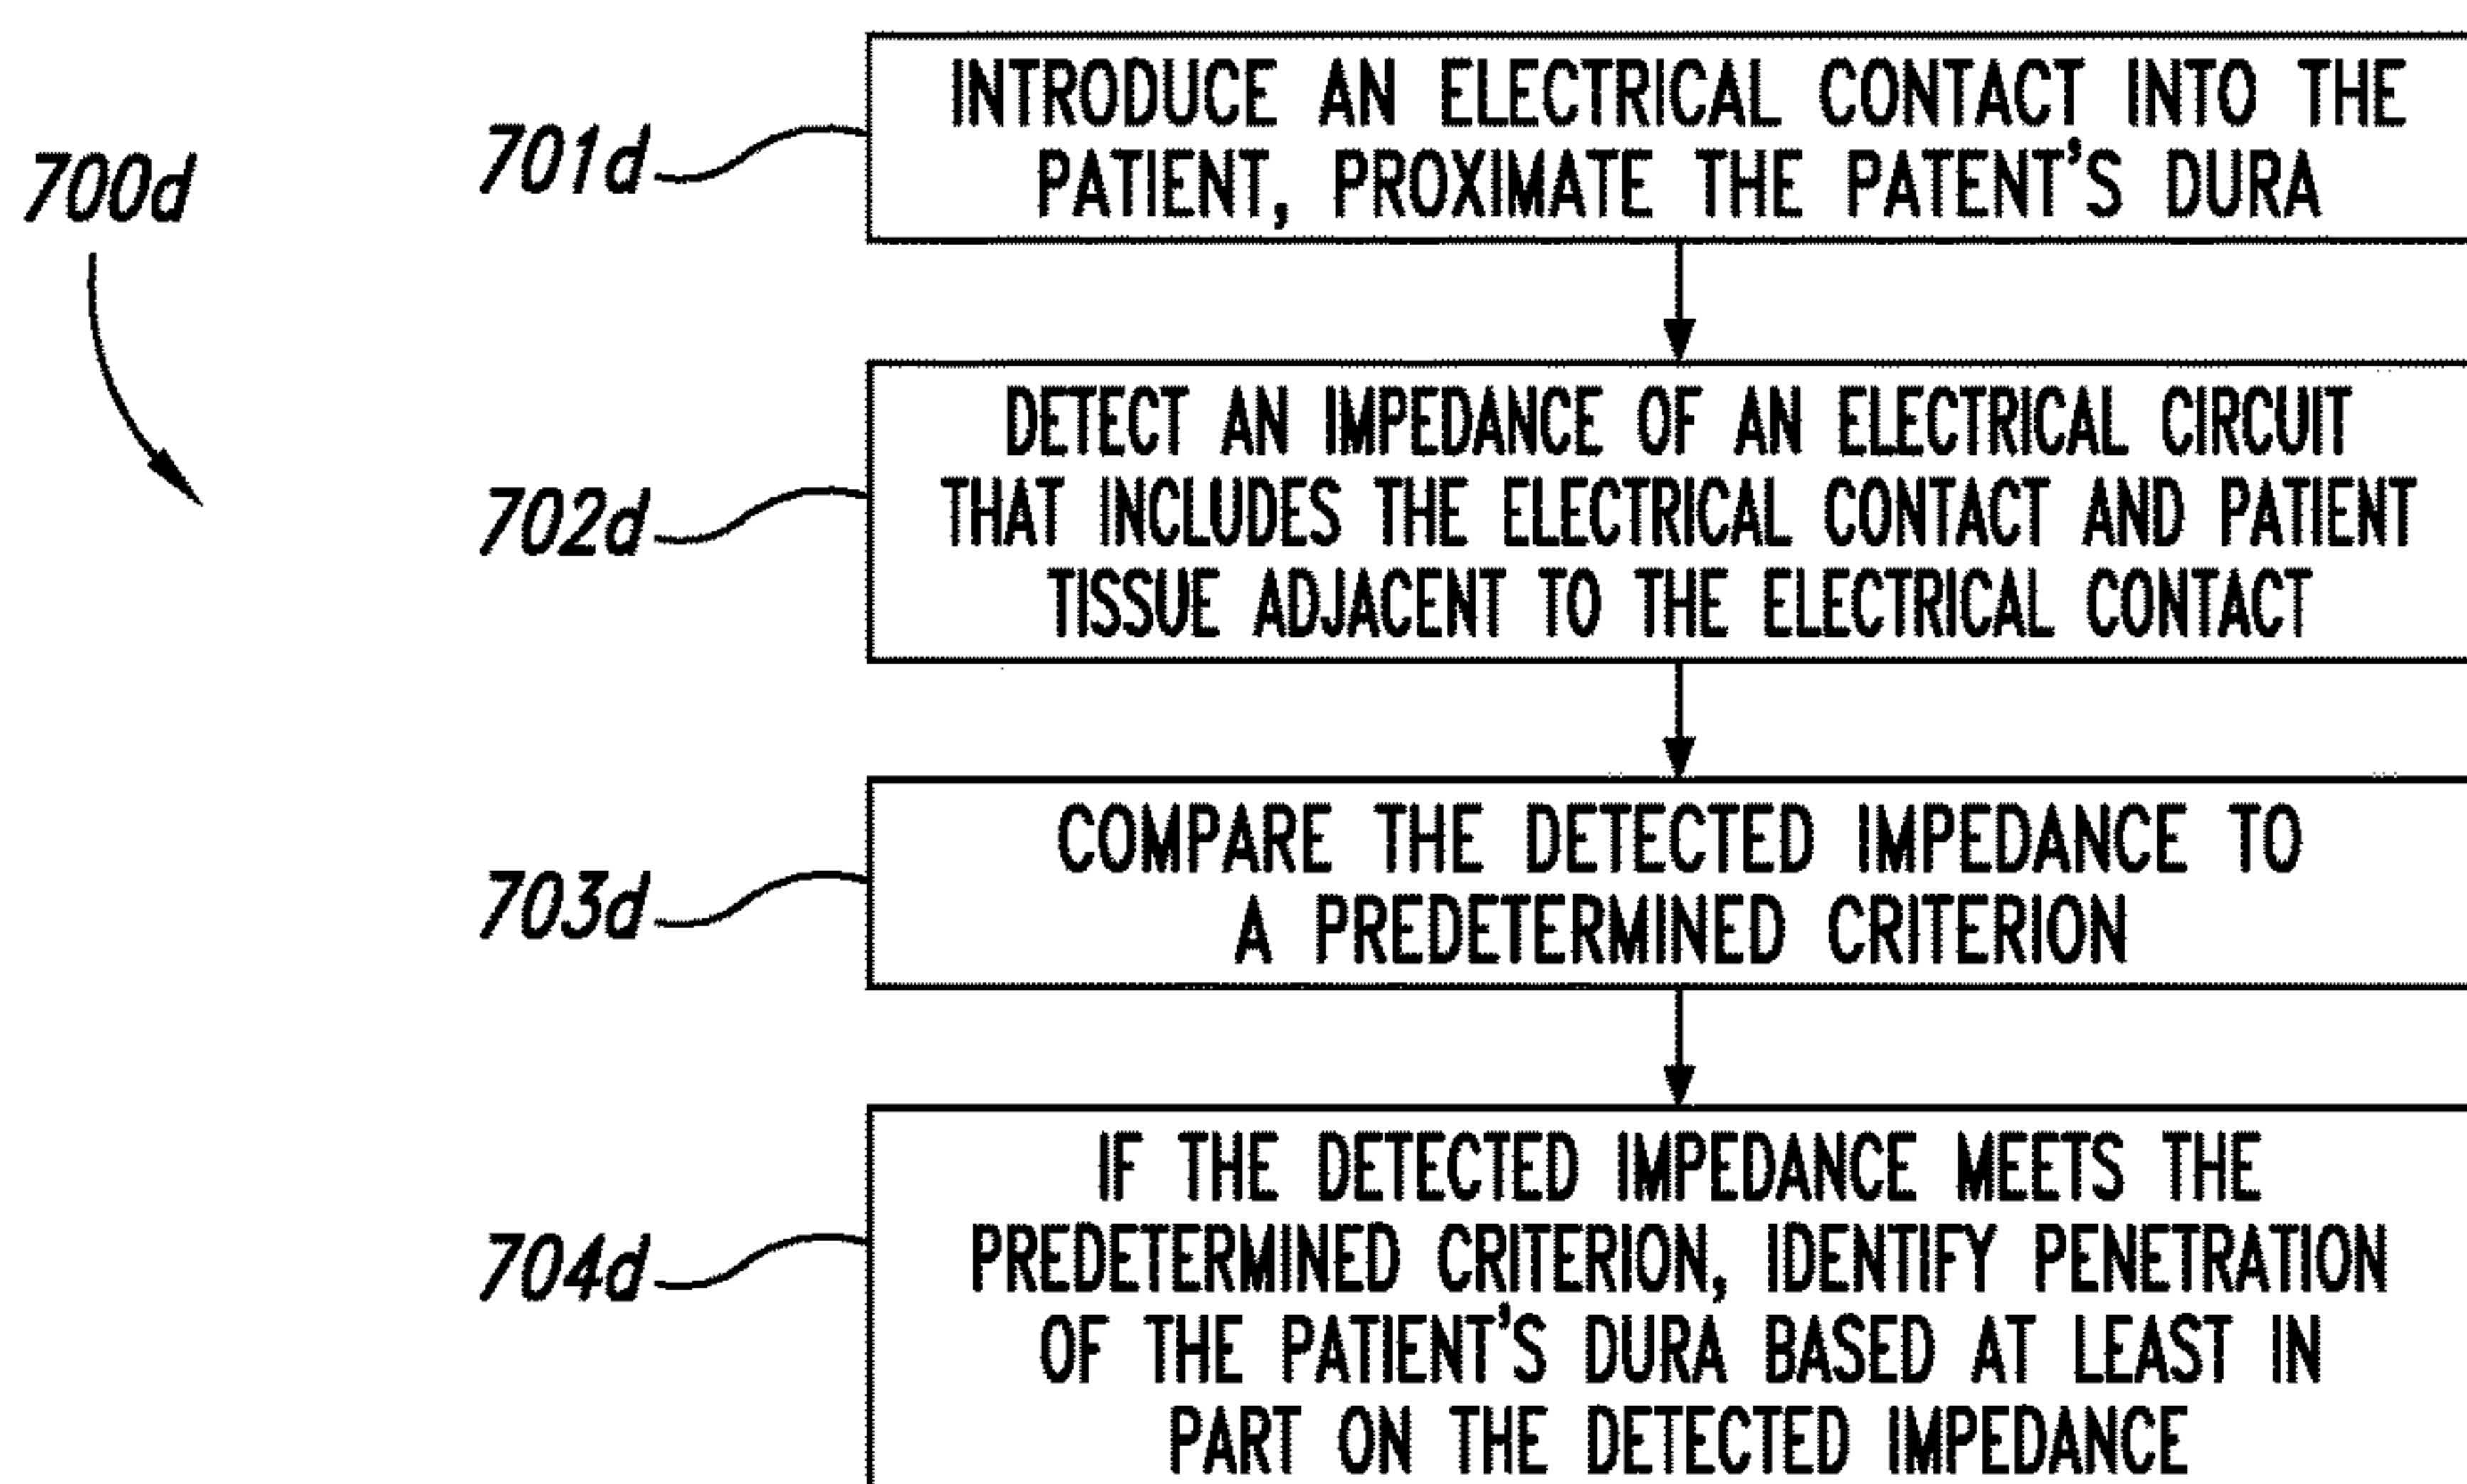 700d
701d
INTRODUCE AN ELECTRICAL CONTACT INTO THE
PATIENT, PROXIMATE THE PATENT'S DURA
702d
DETECT AN IMPEDANCE OF AN ELECTRICAL CIRCUIT
THAT INCLUDES THE ELECTRICAL CONTACT AND PATIENT
TISSUE ADJACENT TO THE ELECTRICAL CONTACT
703d
COMPARE THE DETECTED IMPEDANCE TO
A PREDETERMINED CRITERION
704d
IF THE DETECTED IMPEDANCE MEETS THE
PREDETERMINED CRITERION, IDENTIFY PENETRATION
OF THE PATIENT'S DURA BASED AT LEAST IN
PART ON THE DETECTED IMPEDANCE